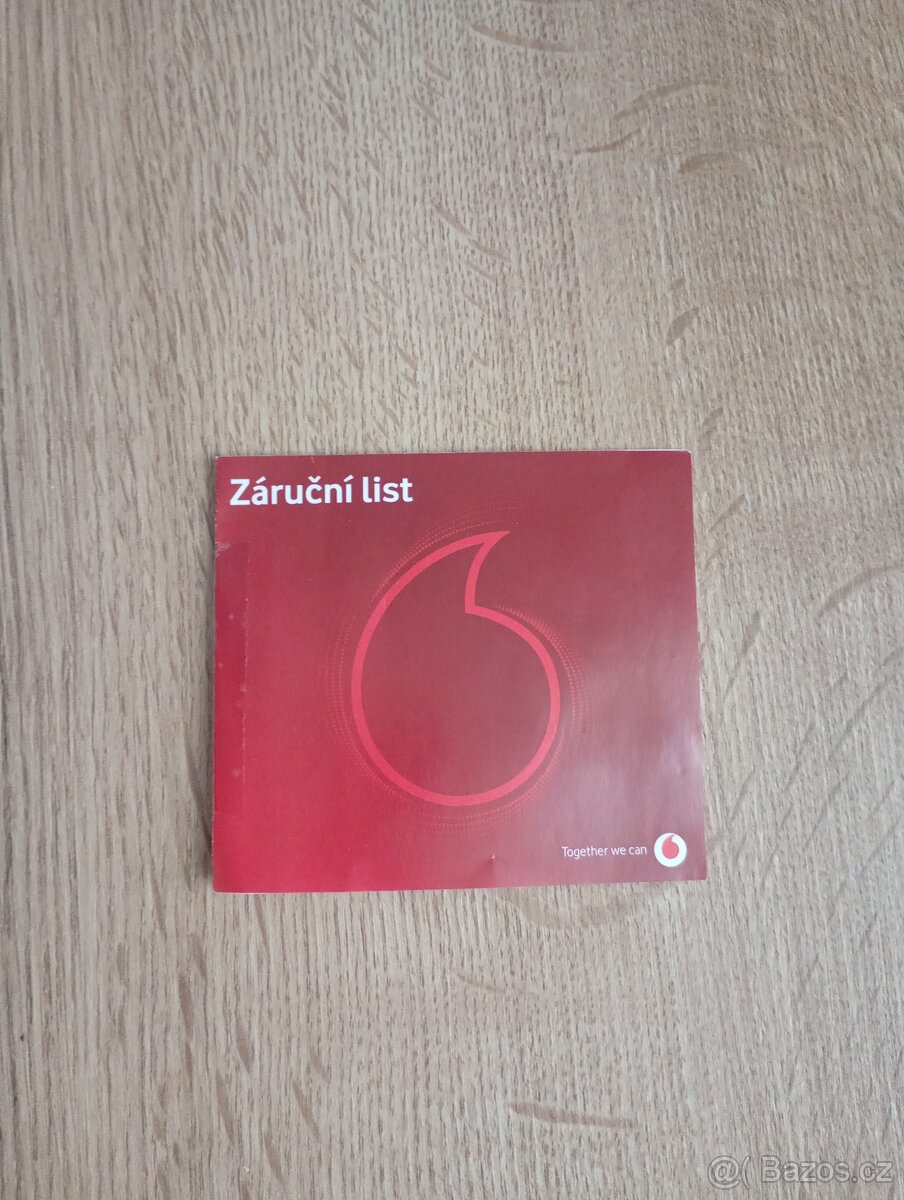 Záruční list
Together we can
@( Bazos.cz